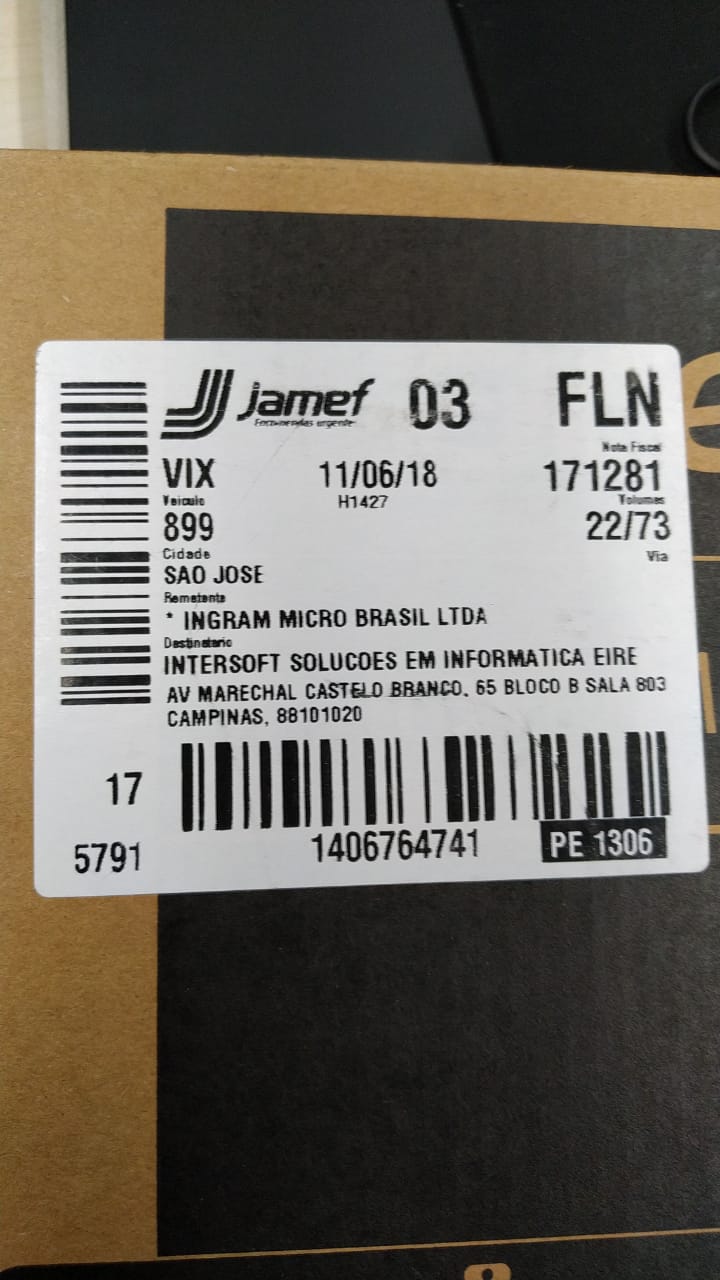 Jamef 03 FLN
Encomendas urgentes
Nota Fiscal
VIX 11/06/18 171281
Veiculo H1427 Volumes
899 22/73
Cidade Via
SAO JOSE
Remetente
* INGRAM MICRO BRASIL LTDA
Destinatario
INTERSOFT SOLUCOES EM INFORMATICA EIRE
AV MARECHAL CASTELO BRANCO, 65 BLOCO B SALA 803
CAMPINAS, 88101020
17
5791 1406764741 PE 1306